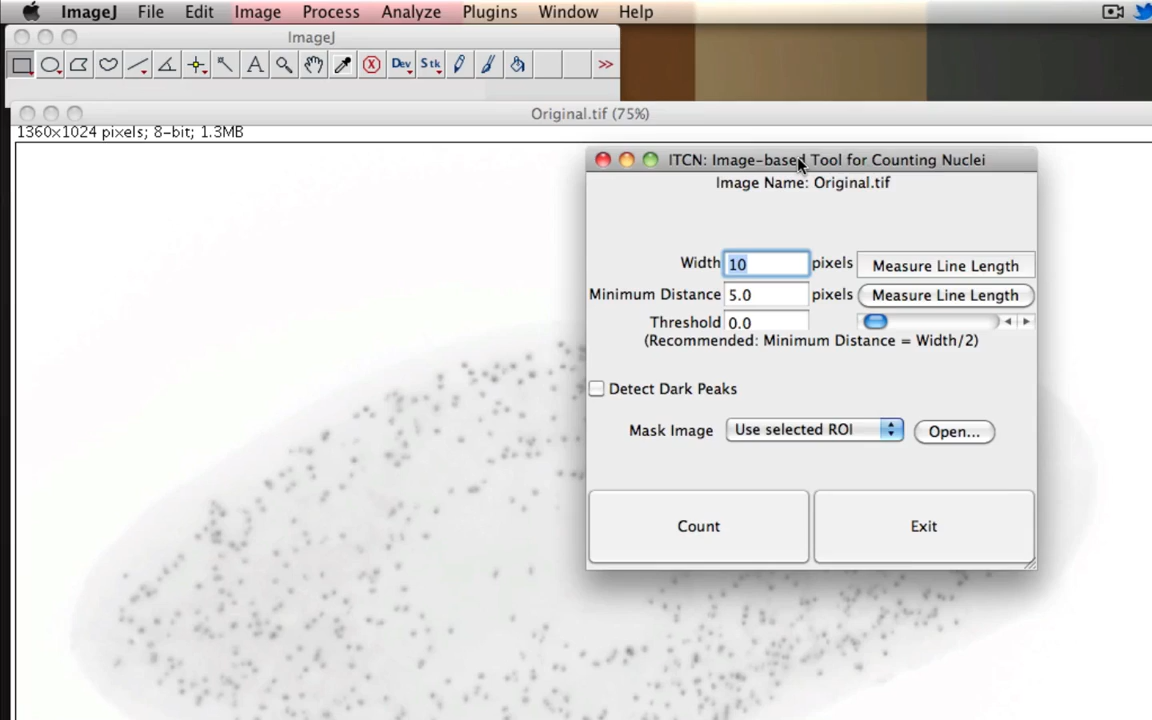 ImageJ File Edit Image Process Analyze Plugins Window Help
ImageJ
A Dev Stk >>
Original.tif (75%)
1360x1024 pixels; 8-bit; 1.3MB
ITCN: Image-based Tool for Counting Nuclei
Image Name: Original.tif
Width 10 pixels Measure Line Length
Minimum Distance 5.0 pixels Measure Line Length
Threshold 0.0
(Recommended: Minimum Distance = Width/2)
Detect Dark Peaks
Mask Image Use selected ROI Open...
Count Exit